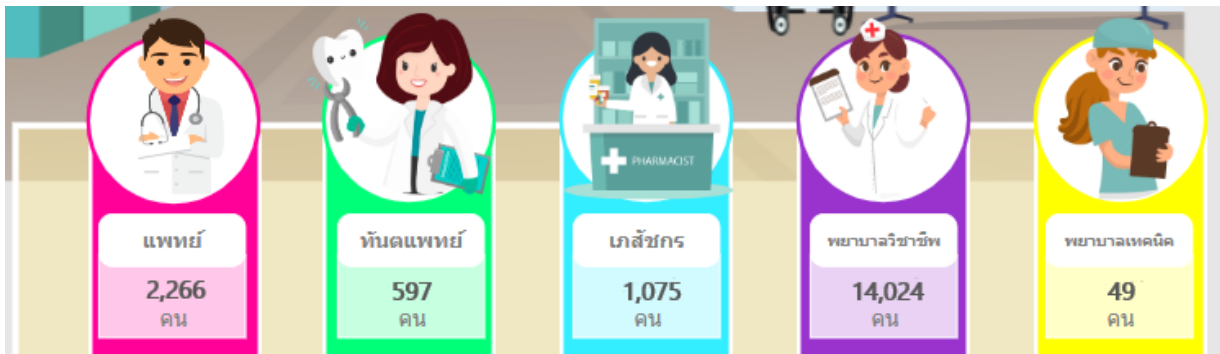 PHARMACIST
แพทย์
2,266
คน
ทันตแพทย์
597
คน
เภสัชกร
1,075
คน
พยาบาลวิชาชีพ
14,024
คน
พยาบาลเทคนิค
49
คน